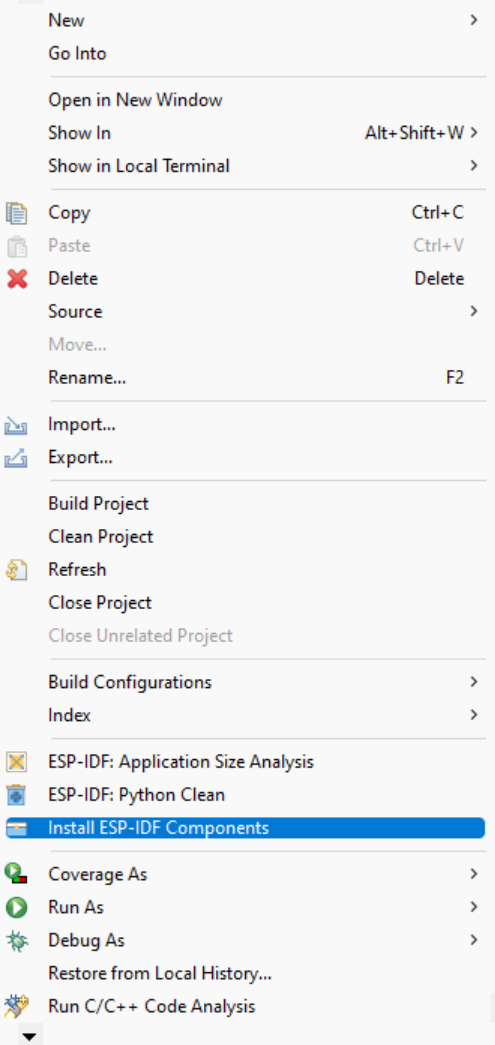 New
Go Into
Open in New Window
Show In Alt+Shift+W
Show in Local Terminal
Copy Ctrl+C
Paste Ctrl+V
Delete Delete
Source
Move...
Rename... F2
Import...
Export...
Build Project
Clean Project
Refresh
Close Project
Close Unrelated Project
Build Configurations
Index
ESP-IDF: Application Size Analysis
ESP-IDF: Python Clean
Install ESP-IDF Components
Coverage As
Run As
Debug As
Restore from Local History...
Run C/C++ Code Analysis